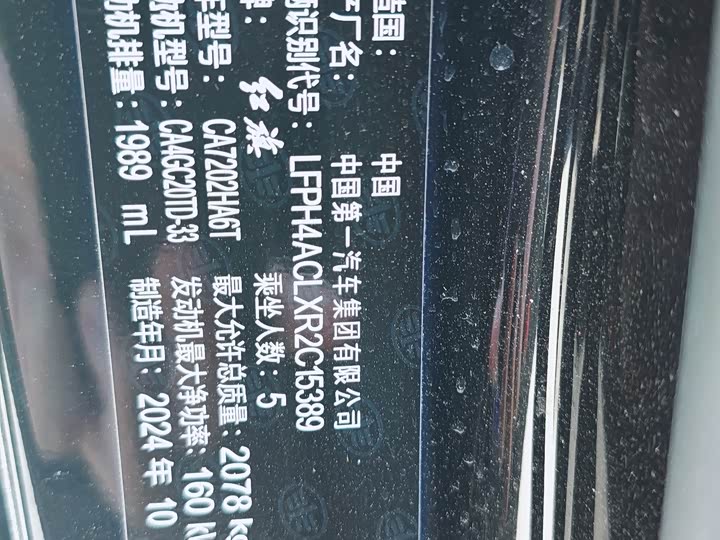 国：中国
产厂名：中国第一汽车集团有限公司
识别代号：LFPH4ACLXR2C15389
牌：红旗 乘坐人数：5
车型号：CA7202HA6T 最大允许总质量：2078 kg
动机型号：CA4GC20TD-33 发动机最大净功率：160 k
动机排量：1989 mL 制造年月：2024 年 10